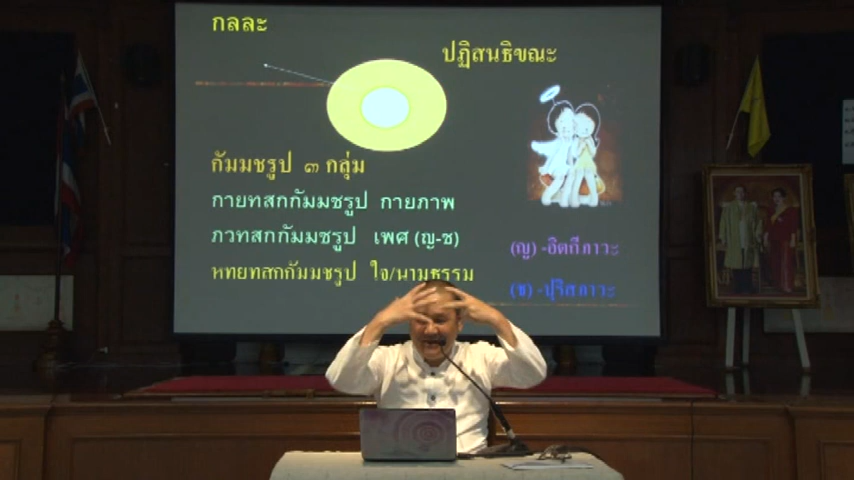 กลละ
ปฏิสนธิขณะ
กัมมชรูป ๓ กลุ่ม
กายทสกกัมมชรูป กายภาพ
ภวทสกกัมมชรูป เพศ (ญ-ช)
หทยทสกกัมมชรูป ใจ/นามธรรม
(ญ) -อิตถีภาวะ
(ช) -ปุริสภาวะ